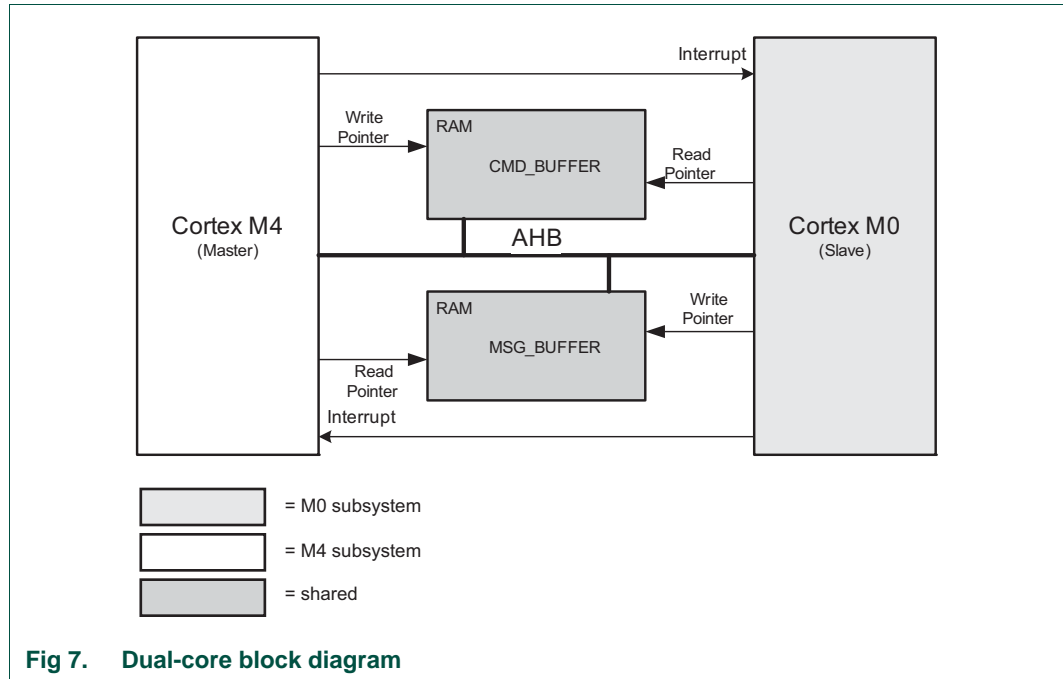 Interrupt
Write
Pointer
RAM
CMD_BUFFER
Read
Pointer
Cortex M4
(Master)
AHB
Cortex M0
(Slave)
RAM
MSG_BUFFER
Write
Pointer
Read
Pointer
Interrupt
= M0 subsystem
= M4 subsystem
= shared
Fig 7. Dual-core block diagram